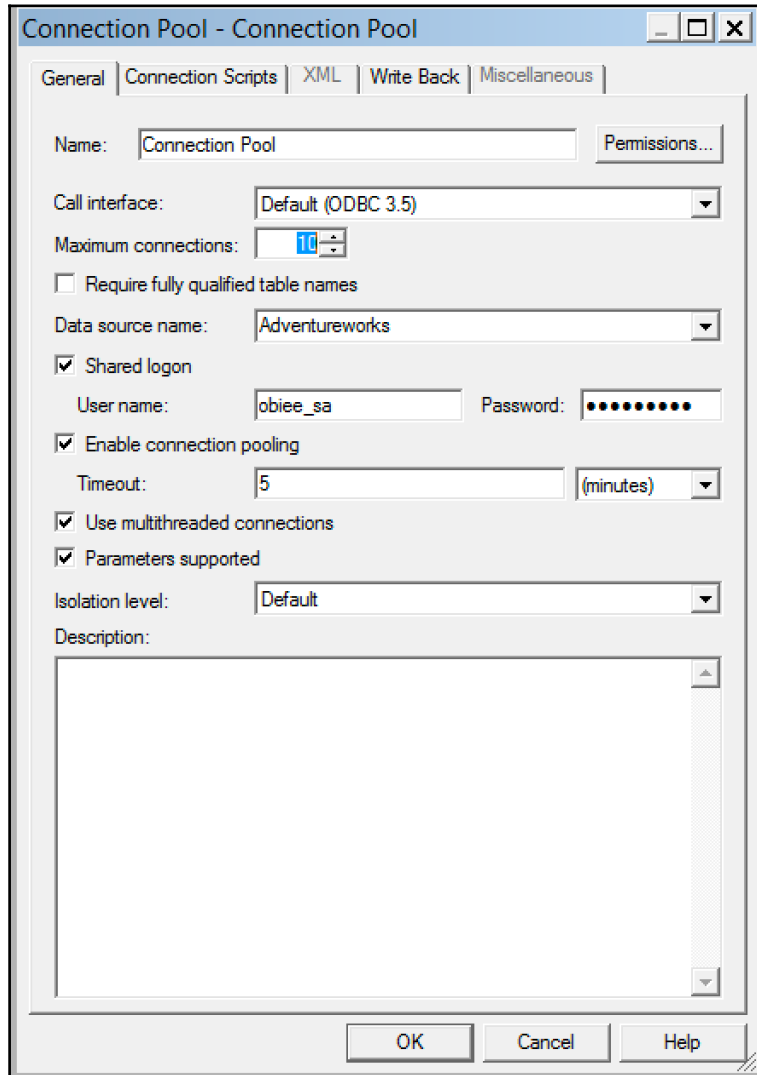 Connection Pool - Connection Pool
General Connection Scripts XML Write Back Miscellaneous
Name: Connection Pool Permissions...
Call interface: Default (ODBC 3.5)
Maximum connections: 10
Require fully qualified table names
Data source name: Adventureworks
Shared logon
User name: obiee_sa Password: •••••••••
Enable connection pooling
Timeout: 5 (minutes)
Use multithreaded connections
Parameters supported
Isolation level: Default
Description:
OK Cancel Help